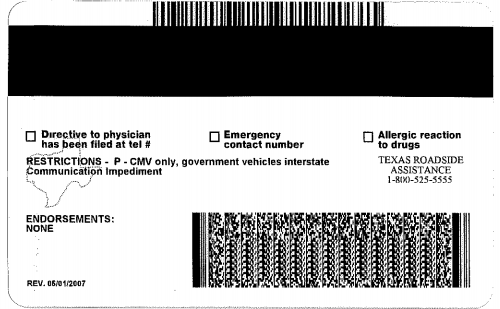 Directive to physician
has been filed at tel #
Emergency
contact number
Allergic reaction
to drugs
RESTRICTIONS - P - CMV only, government vehicles interstate
Communication Impediment
TEXAS ROADSIDE
ASSISTANCE
1-800-525-5555
ENDORSEMENTS:
NONE
REV. 05/01/2007